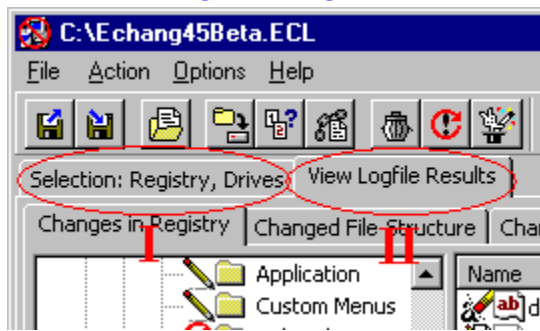 C:\Echang45Beta.ECL
File Action Options Help
Selection: Registry, Drives View Logfile Results
Changes in Registry Changed File-Structure
I II
Application Name
Custom Menus